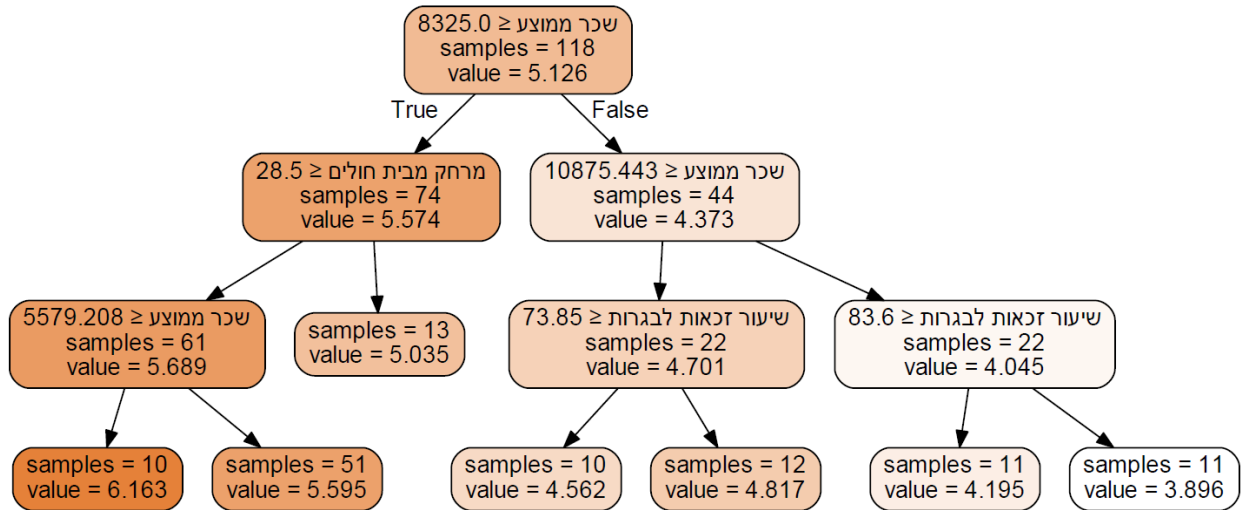 שכר ממוצע ≤ 8325.0
samples = 118
value = 5.126
True
False
מרחק מבית חולים ≤ 28.5
samples = 74
value = 5.574
שכר ממוצע ≤ 10875.443
samples = 44
value = 4.373
שכר ממוצע ≤ 5579.208
samples = 61
value = 5.689
samples = 13
value = 5.035
שיעור זכאות לבגרות ≤ 73.85
samples = 22
value = 4.701
שיעור זכאות לבגרות ≤ 83.6
samples = 22
value = 4.045
samples = 10
value = 6.163
samples = 51
value = 5.595
samples = 10
value = 4.562
samples = 12
value = 4.817
samples = 11
value = 4.195
samples = 11
value = 3.896